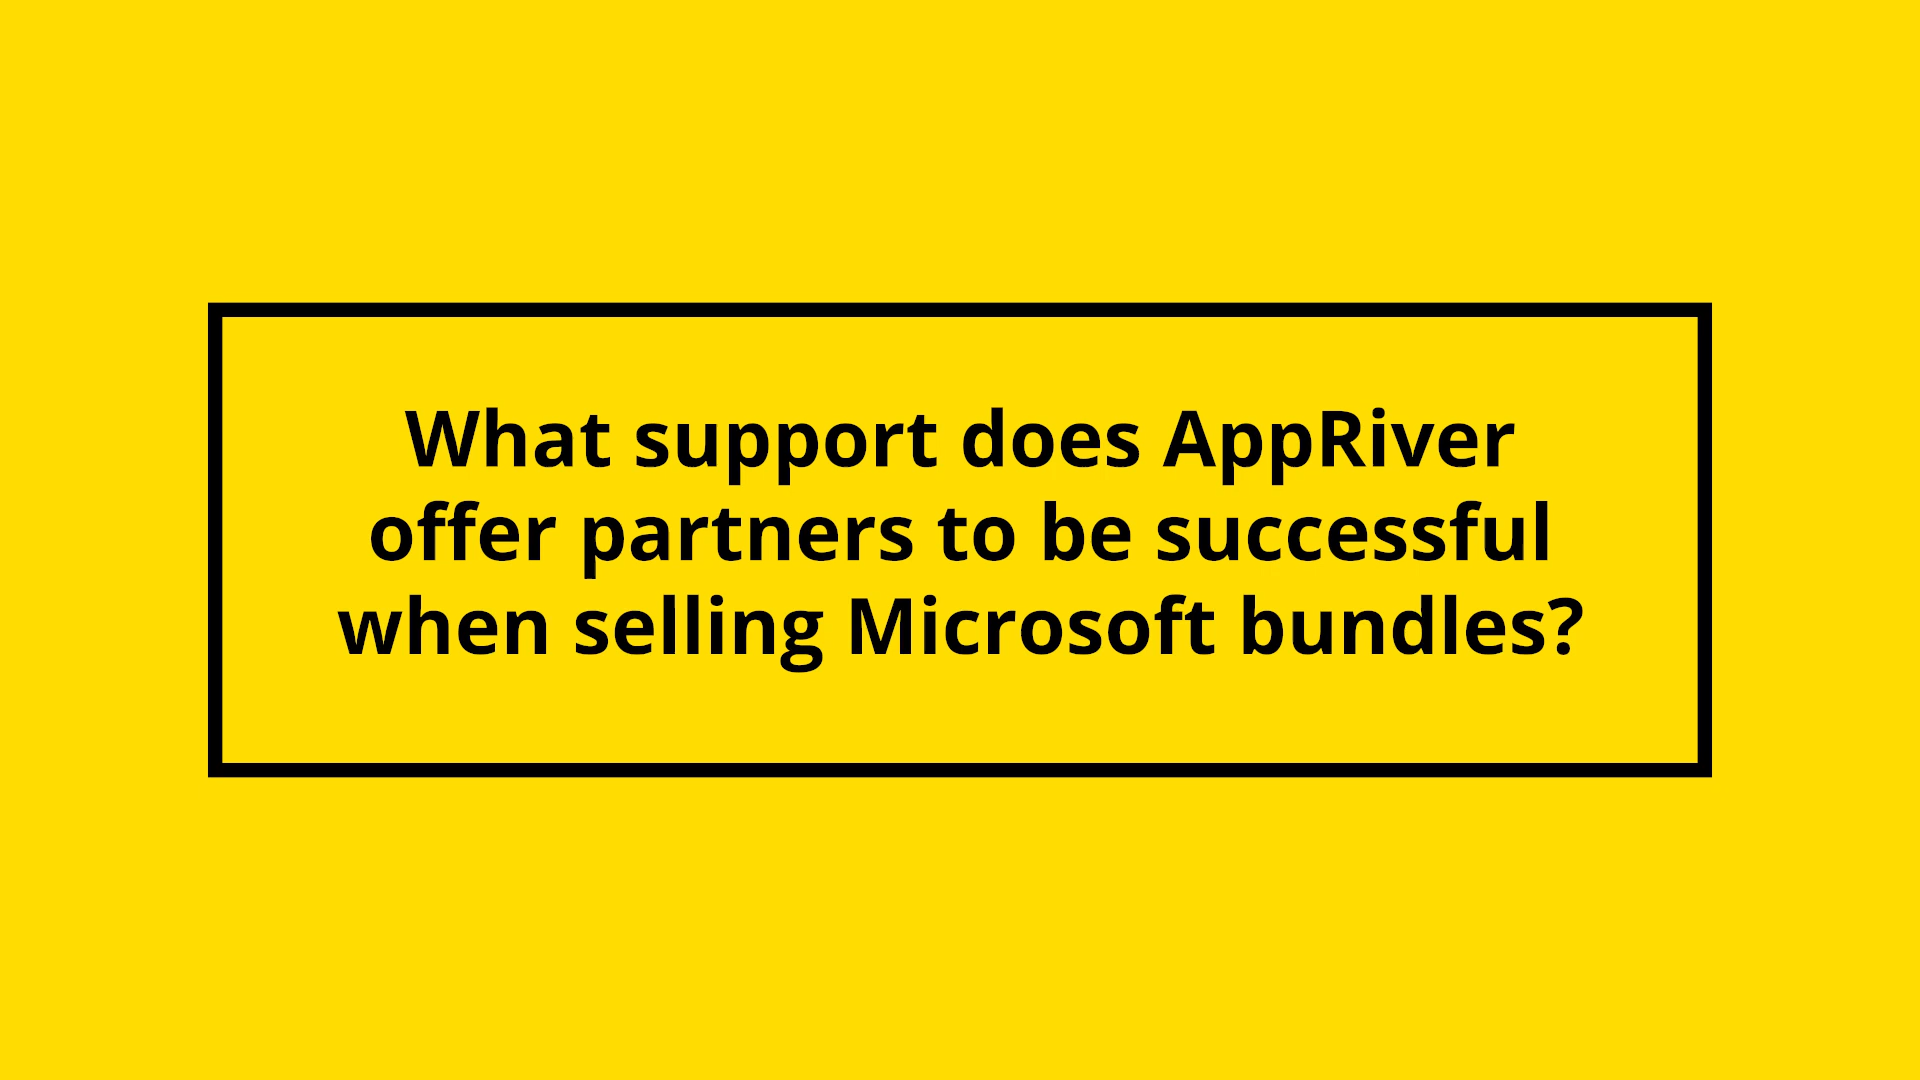 What support does AppRiver
offer partners to be successful
when selling Microsoft bundles?